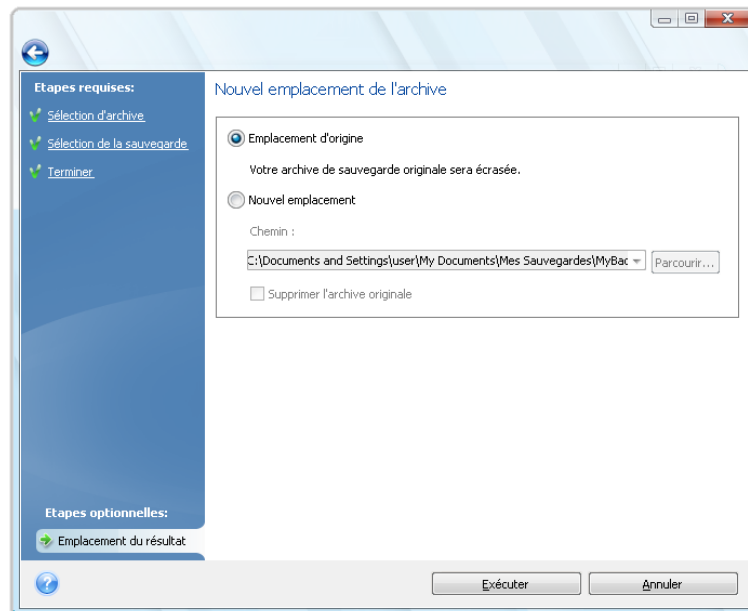 Etapes requises:
Sélection d'archive
Sélection de la sauvegarde
Terminer
Nouvel emplacement de l'archive
Emplacement d'origine
Votre archive de sauvegarde originale sera écrasée.
Nouvel emplacement
Chemin :
C:\Documents and Settings\user\My Documents\Mes Sauvegardes\MyBac
Parcourir...
Supprimer l'archive originale
Etapes optionnelles:
Emplacement du résultat
Exécuter
Annuler